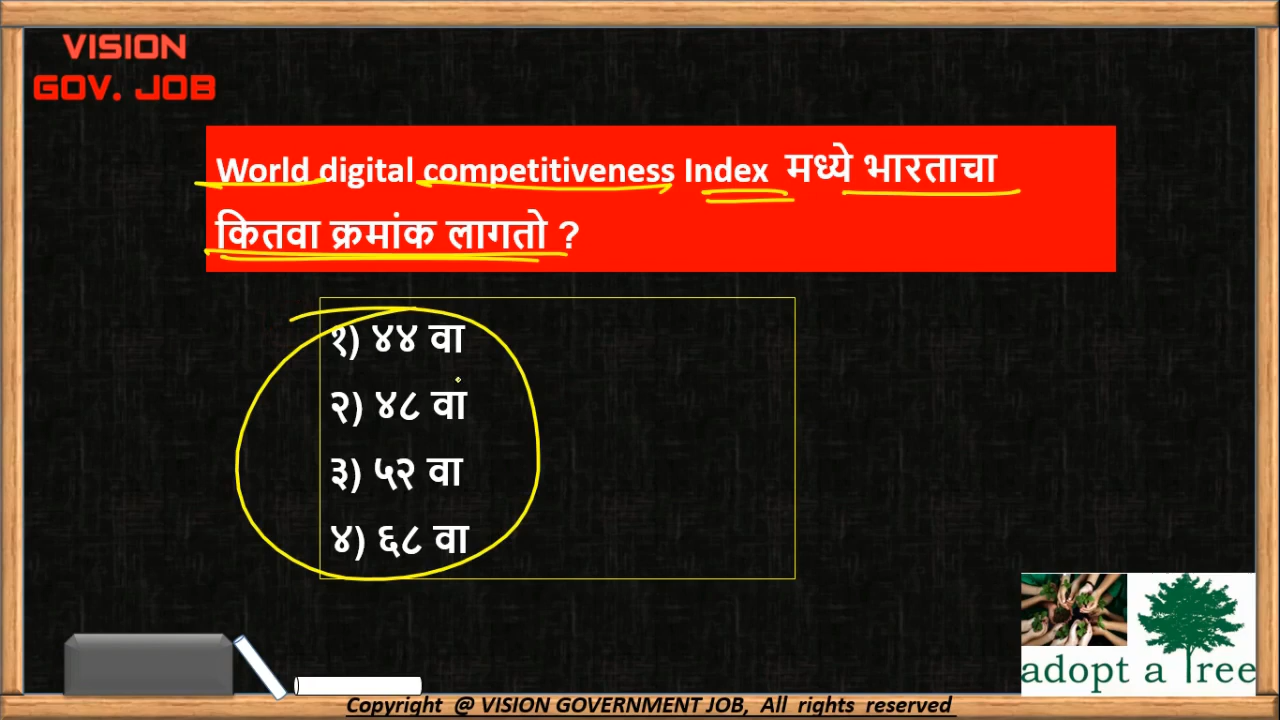 VISION
GOV. JOB
World digital competitiveness Index मध्ये भारताचा
कितवा क्रमांक लागतो ?
१) ४४ वा
२) ४८ वा
३) ५२ वा
४) ६८ वा
adopt a Tree
Copyright @ VISION GOVERNMENT JOB, All rights reserved